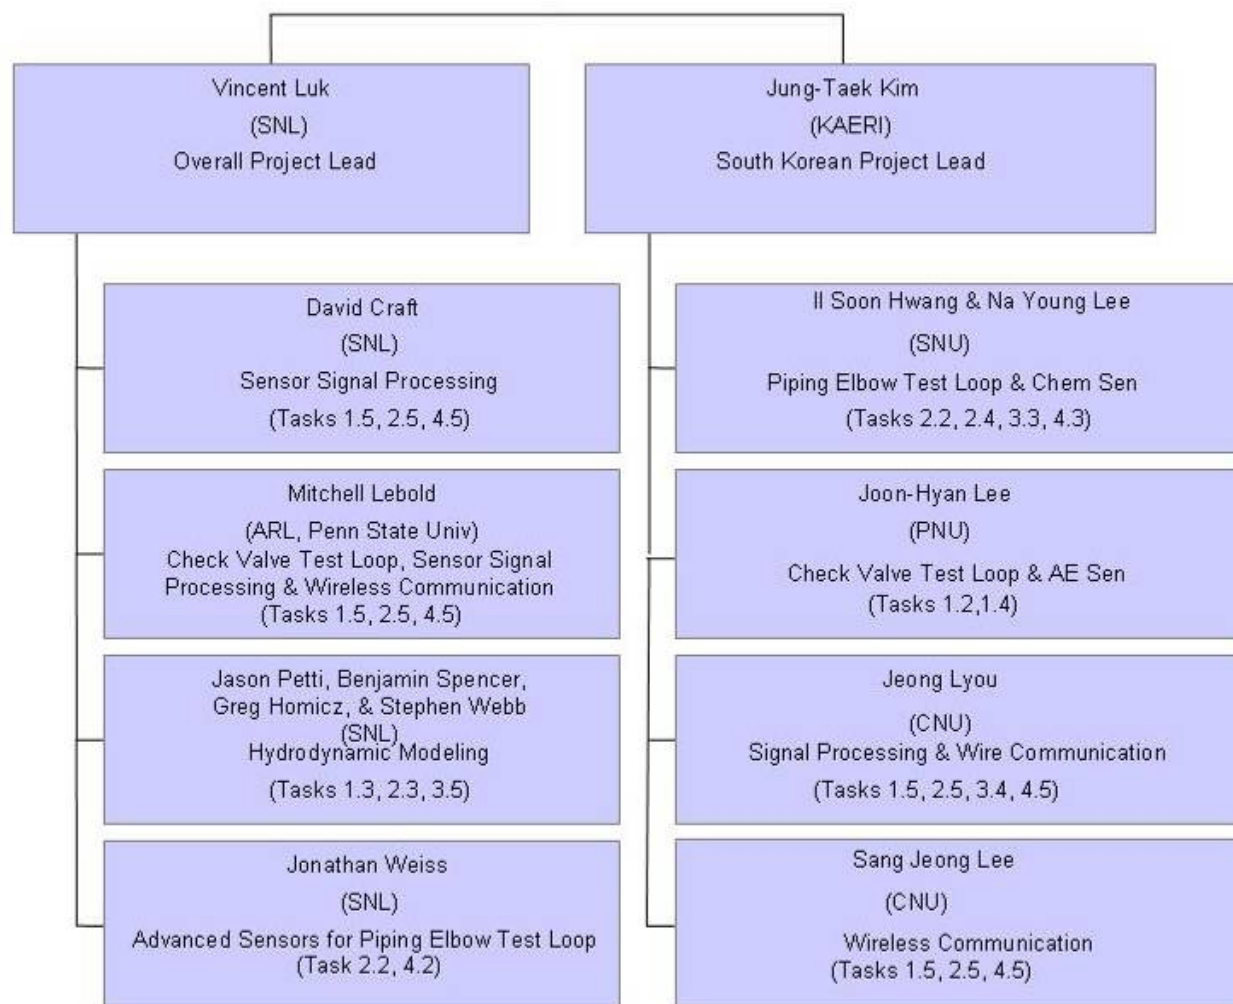 Vincent Luk
(SNL)
Overall Project Lead
Jung-Taek Kim
(KAERI)
South Korean Project Lead
David Craft
(SNL)
Sensor Signal Processing
(Tasks 1.5, 2.5, 4.5)
Mitchell Lebold
(ARL, Penn State Univ)
Check Valve Test Loop, Sensor Signal
Processing & Wireless Communication
(Tasks 1.5, 2.5, 4.5)
Jason Petti, Benjamin Spencer,
Greg Homicz, & Stephen Webb
(SNL)
Hydrodynamic Modeling
(Tasks 1.3, 2.3, 3.5)
Jonathan Weiss
(SNL)
Advanced Sensors for Piping Elbow Test Loop
(Task 2.2, 4.2)
Il Soon Hwang & Na Young Lee
(SNU)
Piping Elbow Test Loop & Chem Sen
(Tasks 2.2, 2.4, 3.3, 4.3)
Joon-Hyan Lee
(PNU)
Check Valve Test Loop & AE Sen
(Tasks 1.2,1.4)
Jeong Lyou
(CNU)
Signal Processing & Wire Communication
(Tasks 1.5, 2.5, 3.4, 4.5)
Sang Jeong Lee
(CNU)
Wireless Communication
(Tasks 1.5, 2.5, 4.5)